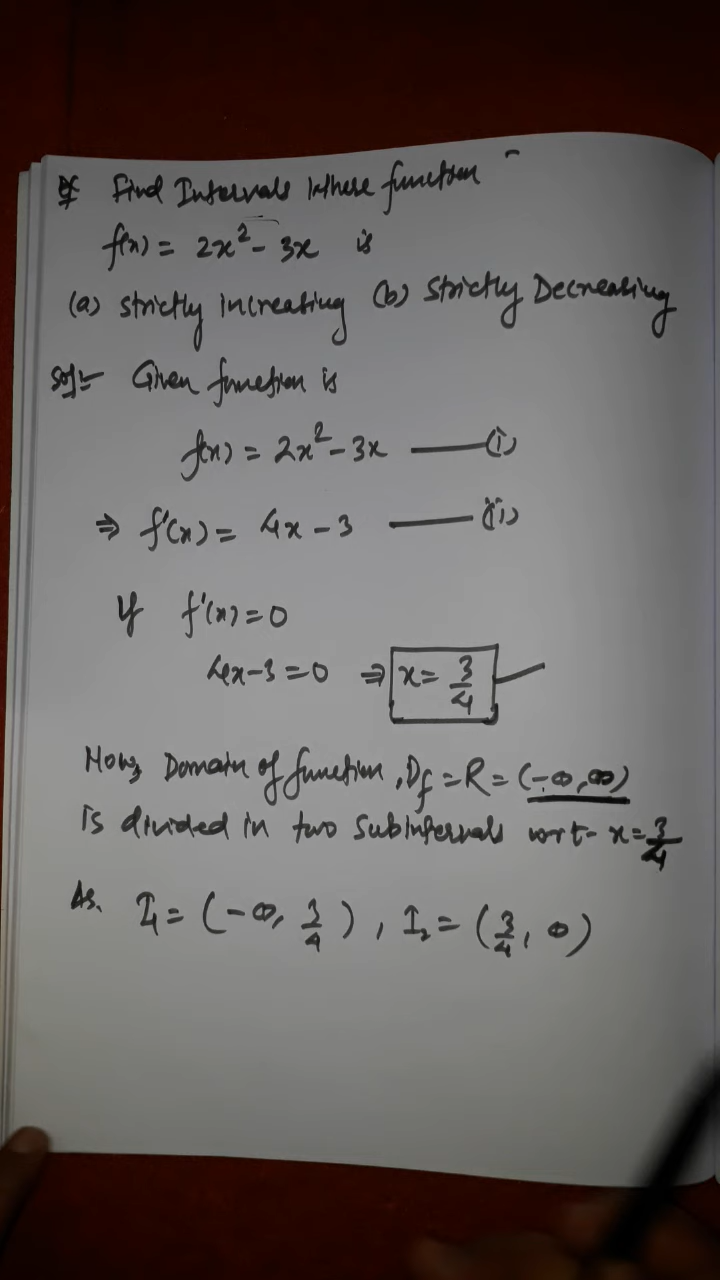 Q: Find Intervals Where function
f(x) = 2x² - 3x is
(a) strictly increasing (b) strictly Decreasing
Sol:- Given function is
f(x) = 2x² - 3x —— (i)
⇒ f'(x) = 4x - 3 —— (ii)
If f'(x) = 0
4x - 3 = 0 ⇒ x = 3/4
Now, Domain of function, Df = R = (-∞, ∞)
is divided in two Subintervals wrt- x = 3/4
As. I₁ = (-∞, 3/4), I₂ = (3/4, ∞)